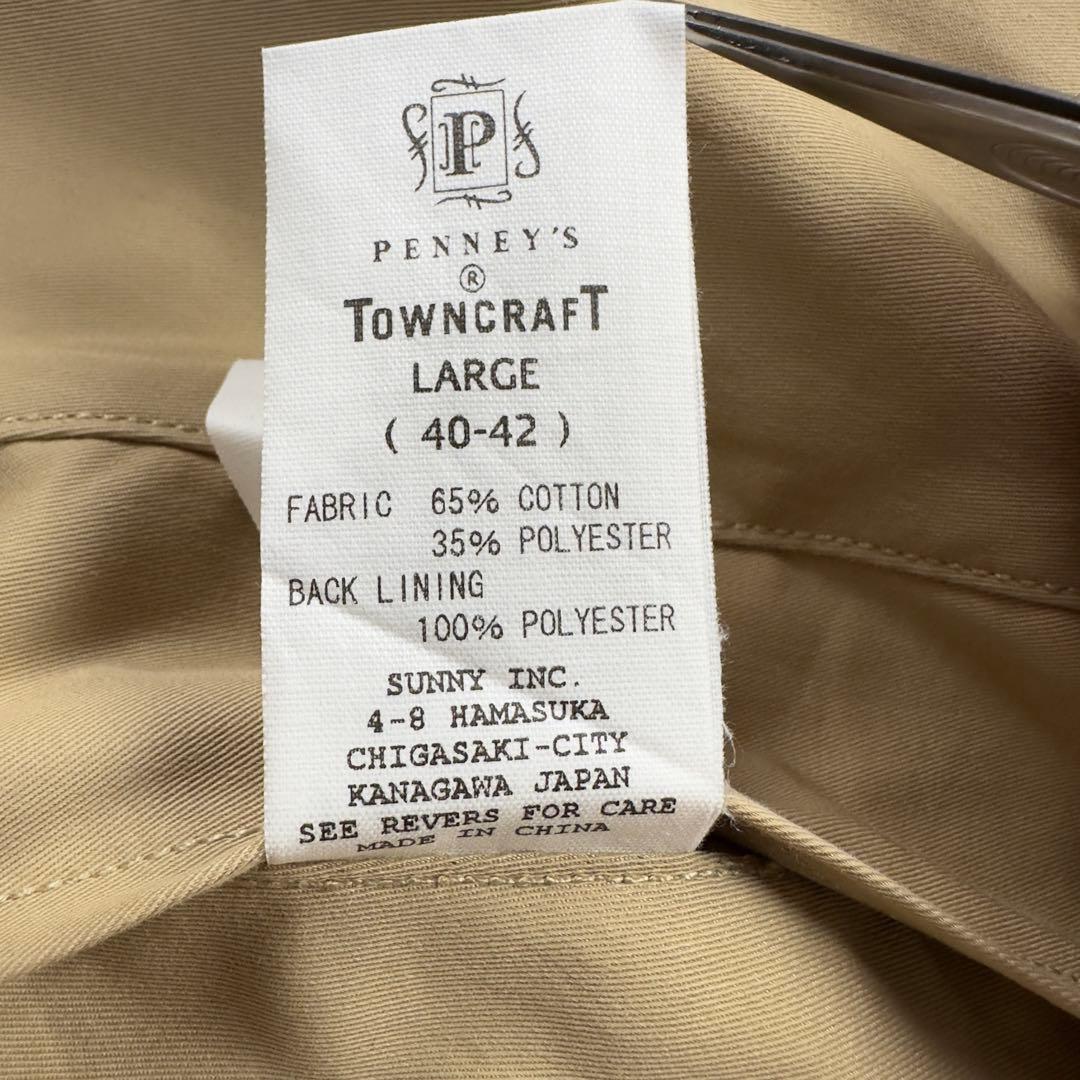 P
PENNEY'S
®
TOWNCRAFT
LARGE
( 40-42 )
FABRIC 65% COTTON
35% POLYESTER
BACK LINING
100% POLYESTER
SUNNY INC.
4-8 HAMASUKA
CHIGASAKI-CITY
KANAGAWA JAPAN
SEE REVERS FOR CARE
MADE IN CHINA